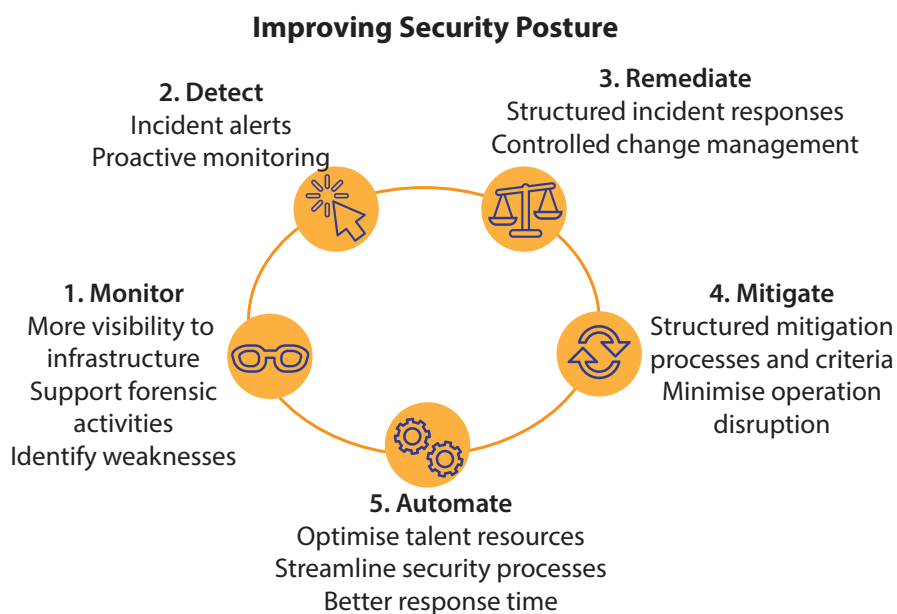 Improving Security Posture
2. Detect
Incident alerts
Proactive monitoring
3. Remediate
Structured incident responses
Controlled change management
1. Monitor
More visibility to
infrastructure
Support forensic
activities
Identify weaknesses
4. Mitigate
Structured mitigation
processes and criteria
Minimise operation
disruption
5. Automate
Optimise talent resources
Streamline security processes
Better response time